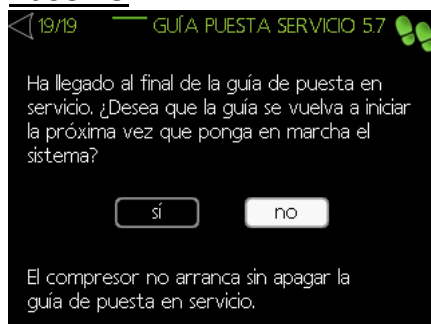 19/19 GUÍA PUESTA SERVICIO 5.7
Ha llegado al final de la guía de puesta en
servicio. ¿Desea que la guía se vuelva a iniciar
la próxima vez que ponga en marcha el
sistema?
sí
no
El compresor no arranca sin apagar la
guía de puesta en servicio.